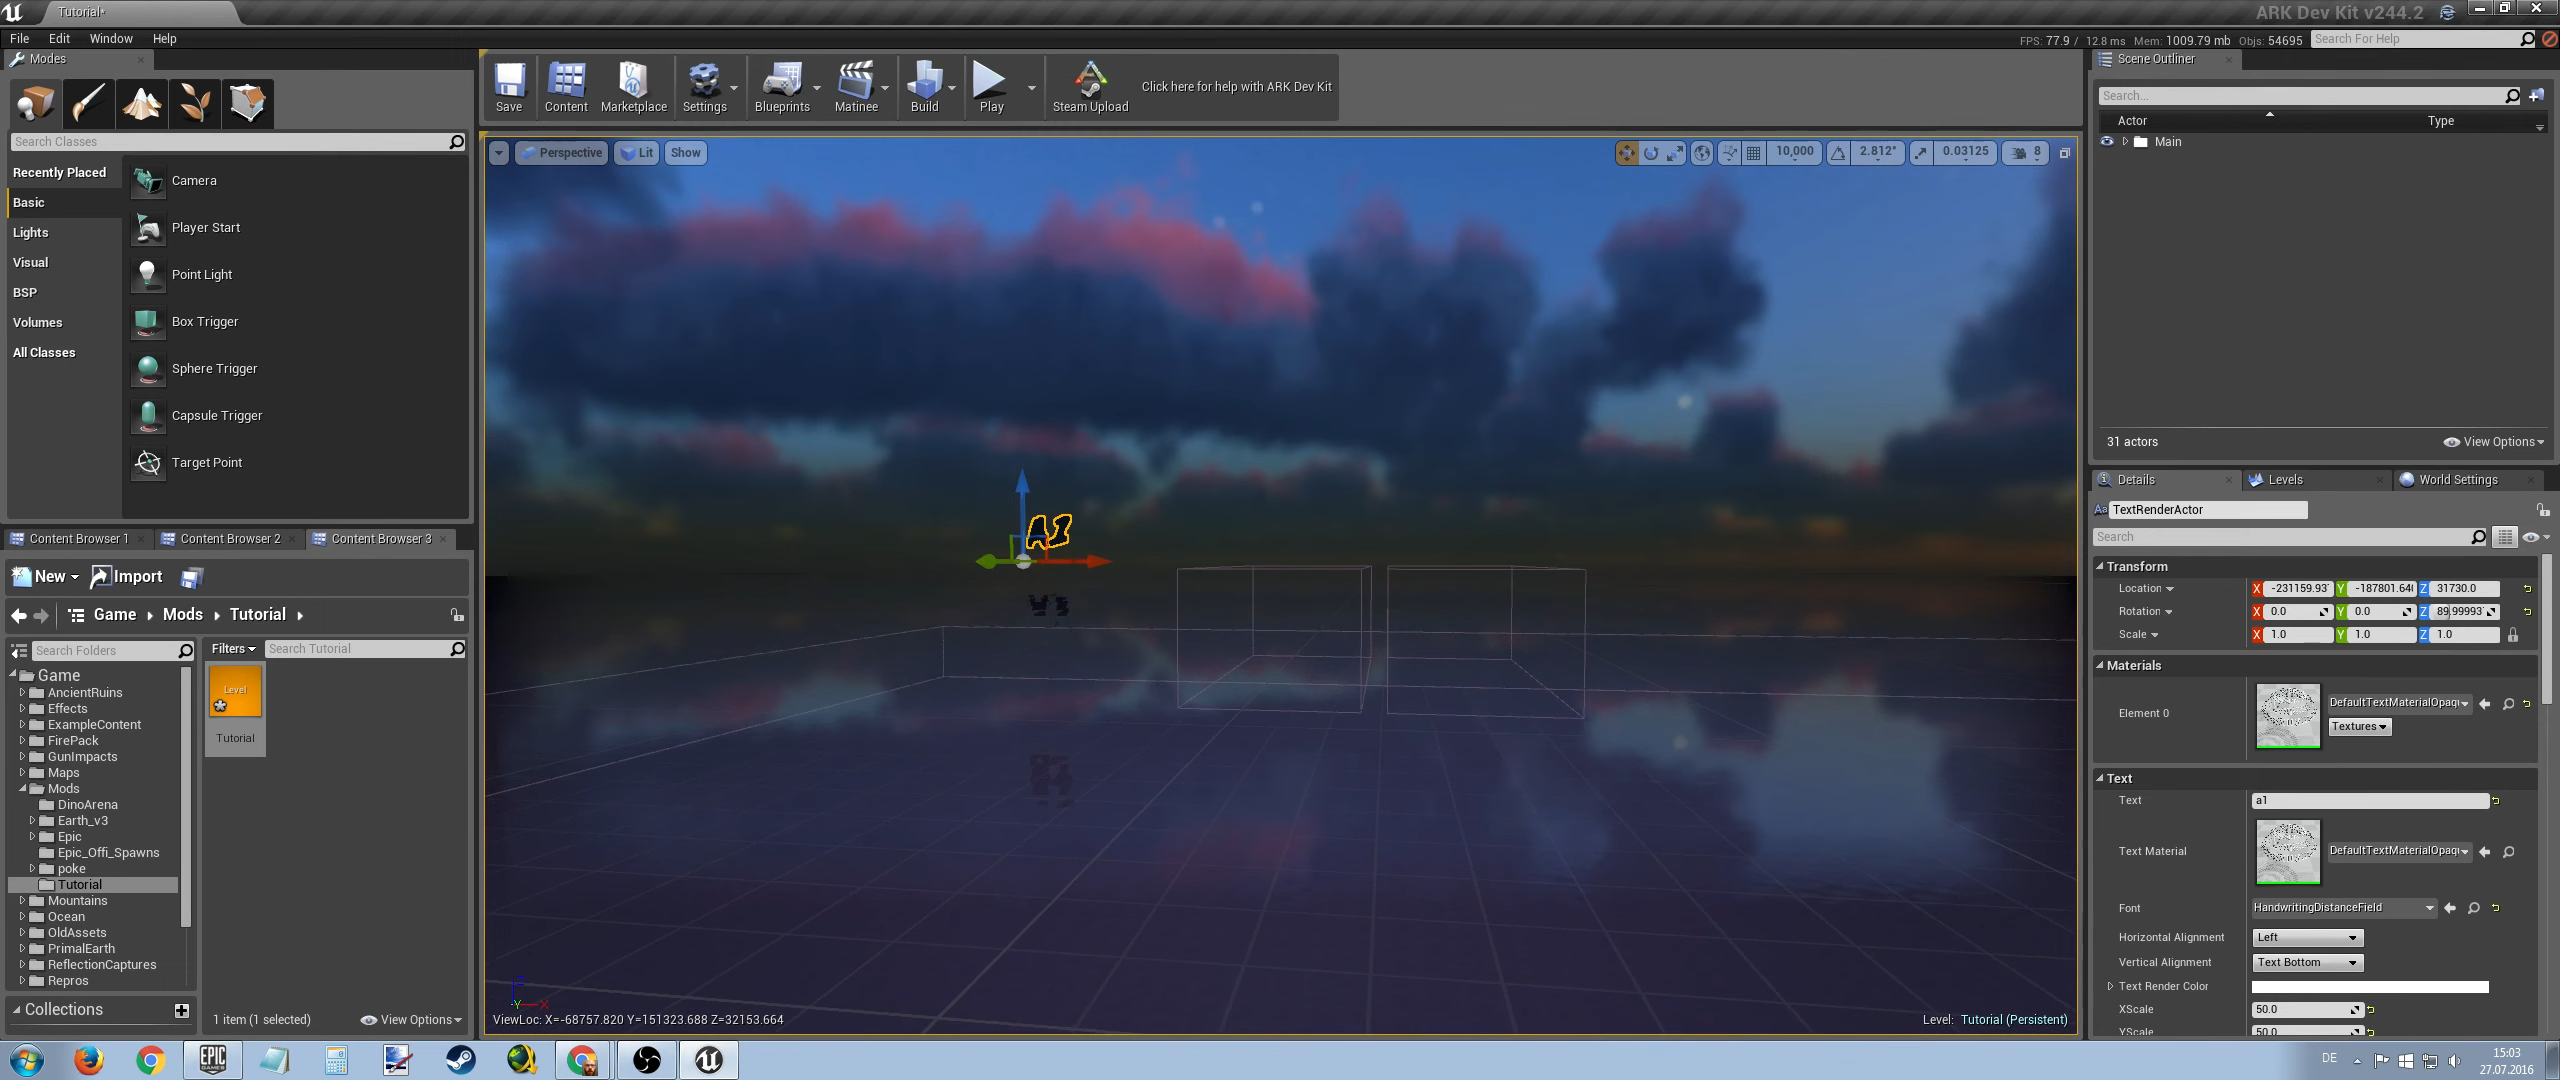 Tutorial*
ARK Dev Kit v244.2
File Edit Window Help
FPS: 77.9 / 12.8 ms Mem: 1009.79 mb Objs: 54695 Search For Help
Modes
Search Classes
Recently Placed
Basic
Lights
Visual
BSP
Volumes
All Classes
Camera
Player Start
Point Light
Box Trigger
Sphere Trigger
Capsule Trigger
Target Point
Save Content Marketplace Settings Blueprints Matinee Build Play Steam Upload
Click here for help with ARK Dev Kit
Perspective Lit Show
10,000 2.812° 0.03125 8
A1
Scene Outliner
Search...
Actor Type
Main
31 actors View Options
Content Browser 1 Content Browser 2 Content Browser 3
New Import
Game Mods Tutorial
Search Folders
Filters Search Tutorial
Game
AncientRuins
Effects
ExampleContent
FirePack
GunImpacts
Maps
Mods
DinoArena
Earth_v3
Epic
Epic_Offi_Spawns
poke
Tutorial
Mountains
Ocean
OldAssets
PrimalEarth
ReflectionCaptures
Repros
Collections
Level
Tutorial
1 item (1 selected) View Options
ViewLoc: X=-68757.820 Y=151323.688 Z=32153.664
Level: Tutorial (Persistent)
Details Levels World Settings
TextRenderActor
Search
Transform
Location X -231159.93 Y -187801.64 Z 31730.0
Rotation X 0.0 Y 0.0 Z 89.99993
Scale X 1.0 Y 1.0 Z 1.0
Materials
Element 0 DefaultTextMaterialOpaq
Textures
Text
Text a1
Text Material DefaultTextMaterialOpaq
Font HandwritingDistanceField
Horizontal Alignment Left
Vertical Alignment Text Bottom
Text Render Color
XScale 50.0
YScale 50.0
EPIC GAMES
DE
15:03
27.07.2016